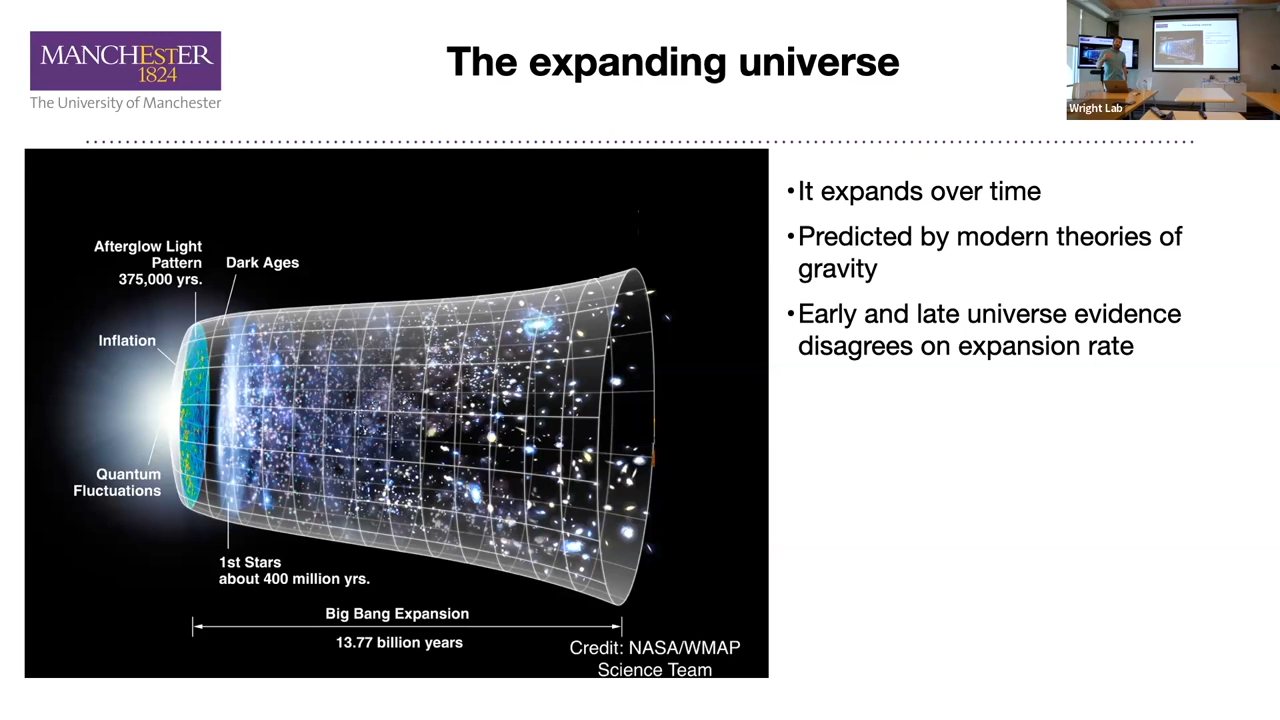 MANCHESTER
1824
The University of Manchester
The expanding universe
Wright Lab
Afterglow Light
Pattern
375,000 yrs.
Dark Ages
Inflation
Quantum
Fluctuations
1st Stars
about 400 million yrs.
Big Bang Expansion
13.77 billion years
Credit: NASA/WMAP
Science Team
•It expands over time
•Predicted by modern theories of
gravity
•Early and late universe evidence
disagrees on expansion rate